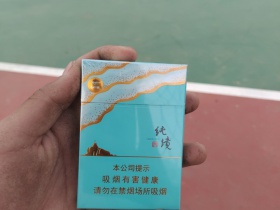 纯境
本公司提示
吸烟有害健康
请勿在禁烟场所吸烟